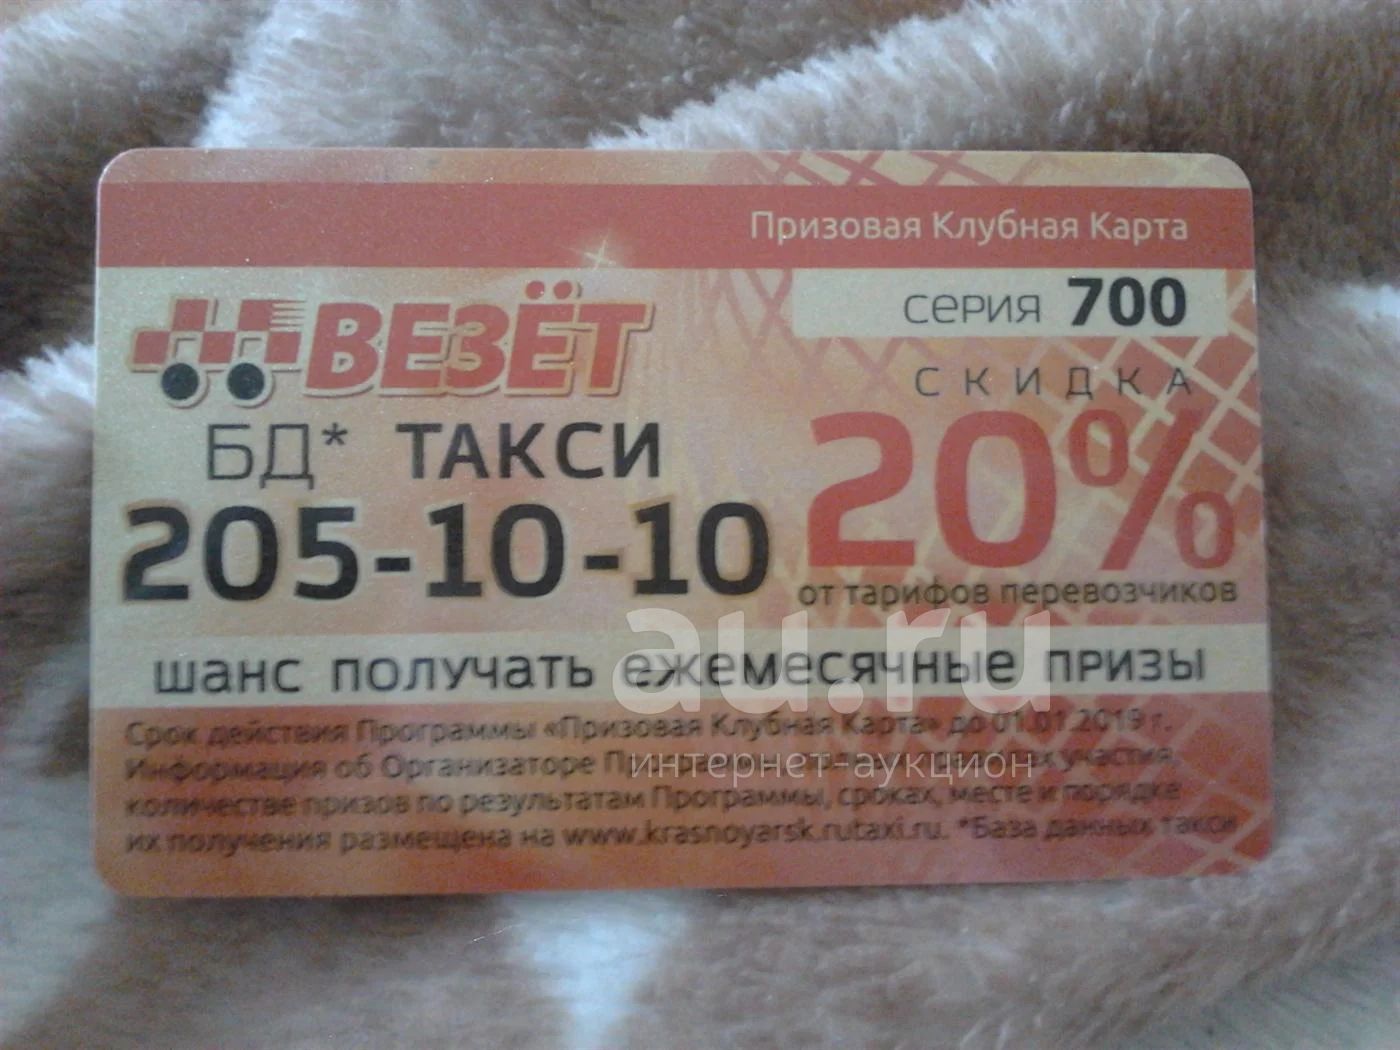 Призовая Клубная Карта
серия 700
ВЕЗЁТ
СКИДКА
БД* ТАКСИ
20%
205-10-10
от тарифов перевозчиков
шанс получать ежемесячные призы
Срок действия Программы «Призовая Клубная Карта» до 01.01.2019 г.
Информация об Организаторе участия,
количестве призов по результатам Программы, сроках, месте и порядке
их получения размещена на www.krasnoyarsk.rutaxi.ru. *База данных такси
au.ru
интернет-аукцион